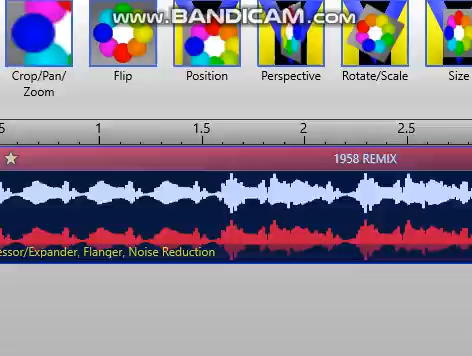 www.BANDICAM.com
Crop/Pan/
Zoom
Flip
Position
Perspective
Rotate/Scale
Size
1
1.5
2
2.5
1958 REMIX
essor/Expander, Flanger, Noise Reduction